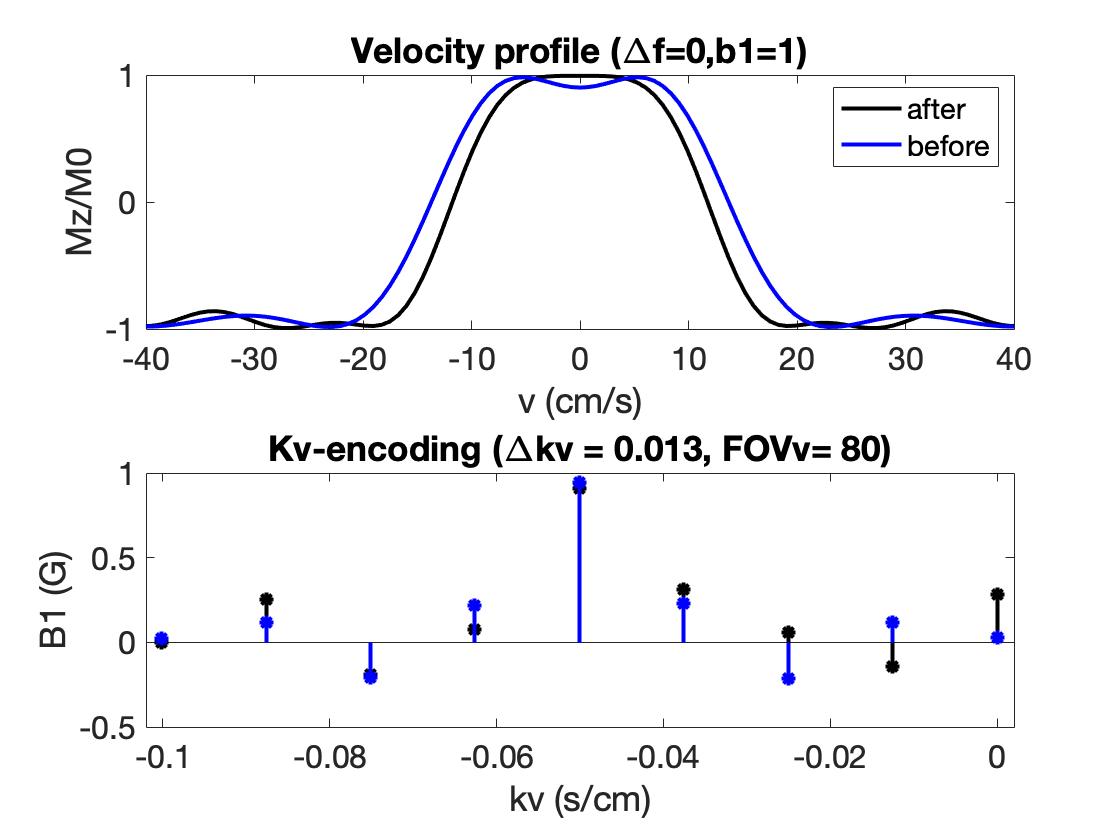 Velocity profile (Δf=0,b1=1)
1
0
-1
Mz/M0
after
before
-40 -30 -20 -10 0 10 20 30 40
v (cm/s)
Kv-encoding (Δkv = 0.013, FOVv= 80)
1
0.5
0
-0.5
B1 (G)
-0.1 -0.08 -0.06 -0.04 -0.02 0
kv (s/cm)